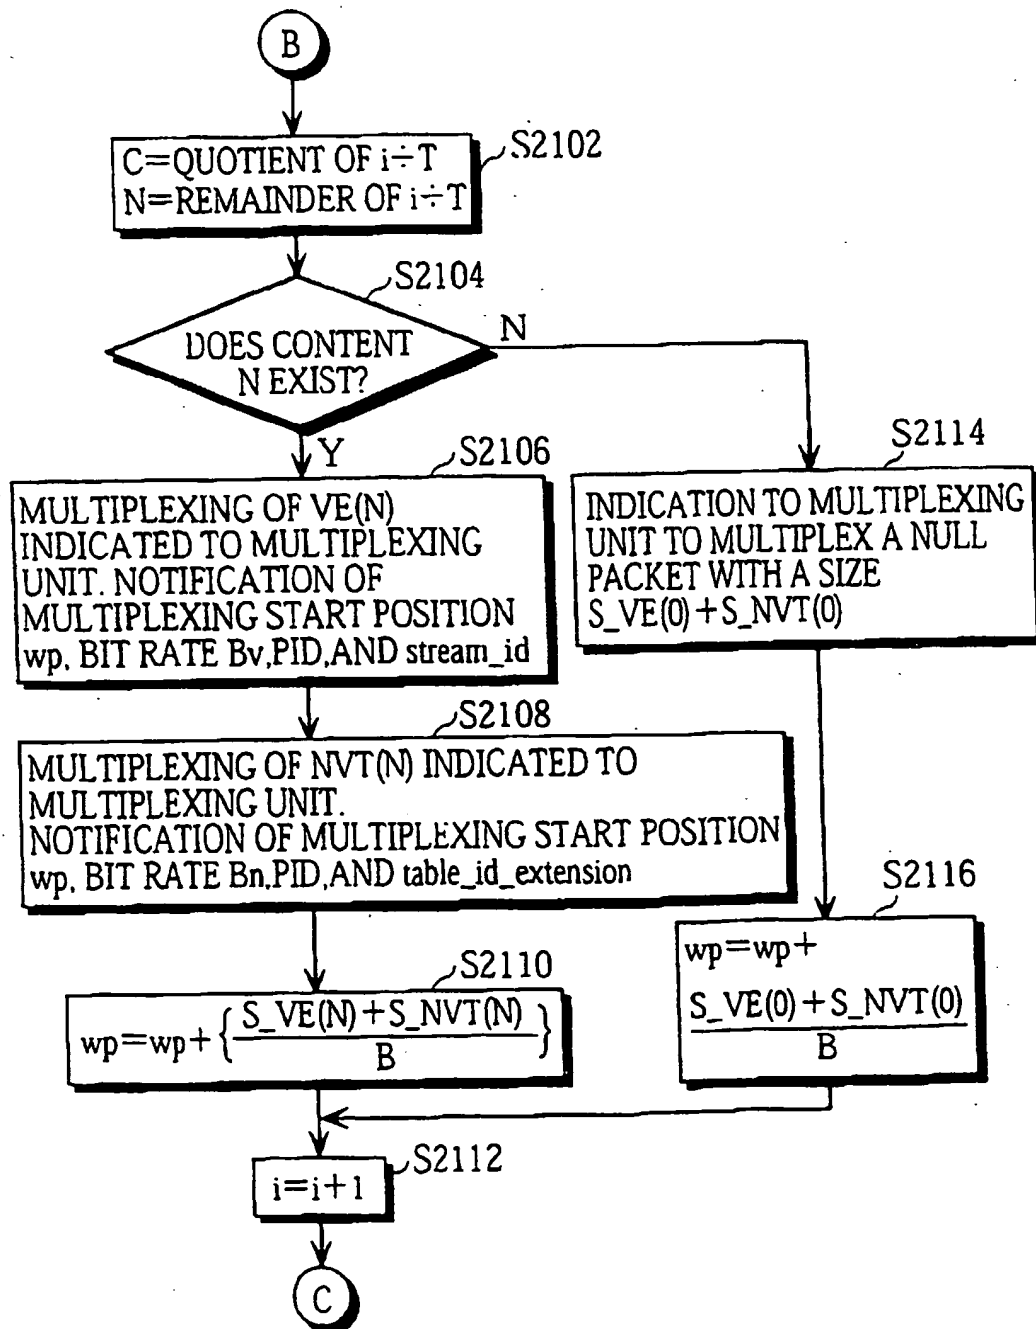 B
S2102
C=QUOTIENT OF i÷T
N=REMAINDER OF i÷T
S2104
DOES CONTENT
N EXIST?
N
Y
S2106
MULTIPLEXING OF VE(N)
INDICATED TO MULTIPLEXING
UNIT. NOTIFICATION OF
MULTIPLEXING START POSITION
wp, BIT RATE Bv,PID,AND stream_id
S2114
INDICATION TO MULTIPLEXING
UNIT TO MULTIPLEX A NULL
PACKET WITH A SIZE
S_VE(0)+S_NVT(0)
S2108
MULTIPLEXING OF NVT(N) INDICATED TO
MULTIPLEXING UNIT.
NOTIFICATION OF MULTIPLEXING START POSITION
wp, BIT RATE Bn,PID,AND table_id_extension
S2110
wp=wp+{S_VE(N)+S_NVT(N)
B}
S2116
wp=wp+
S_VE(0)+S_NVT(0)
B
S2112
i=i+1
C